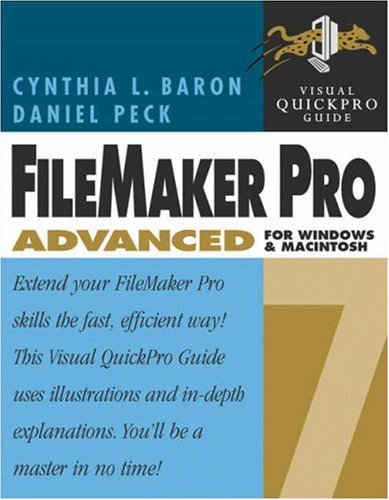 CYNTHIA L. BARON
DANIEL PECK
VISUAL
QUICKPRO
GUIDE
FILEMAKER PRO
ADVANCED FOR WINDOWS
& MACINTOSH
7
Extend your FileMaker Pro
skills the fast, efficient way!
This Visual QuickPro Guide
uses illustrations and in-depth
explanations. You'll be a
master in no time!